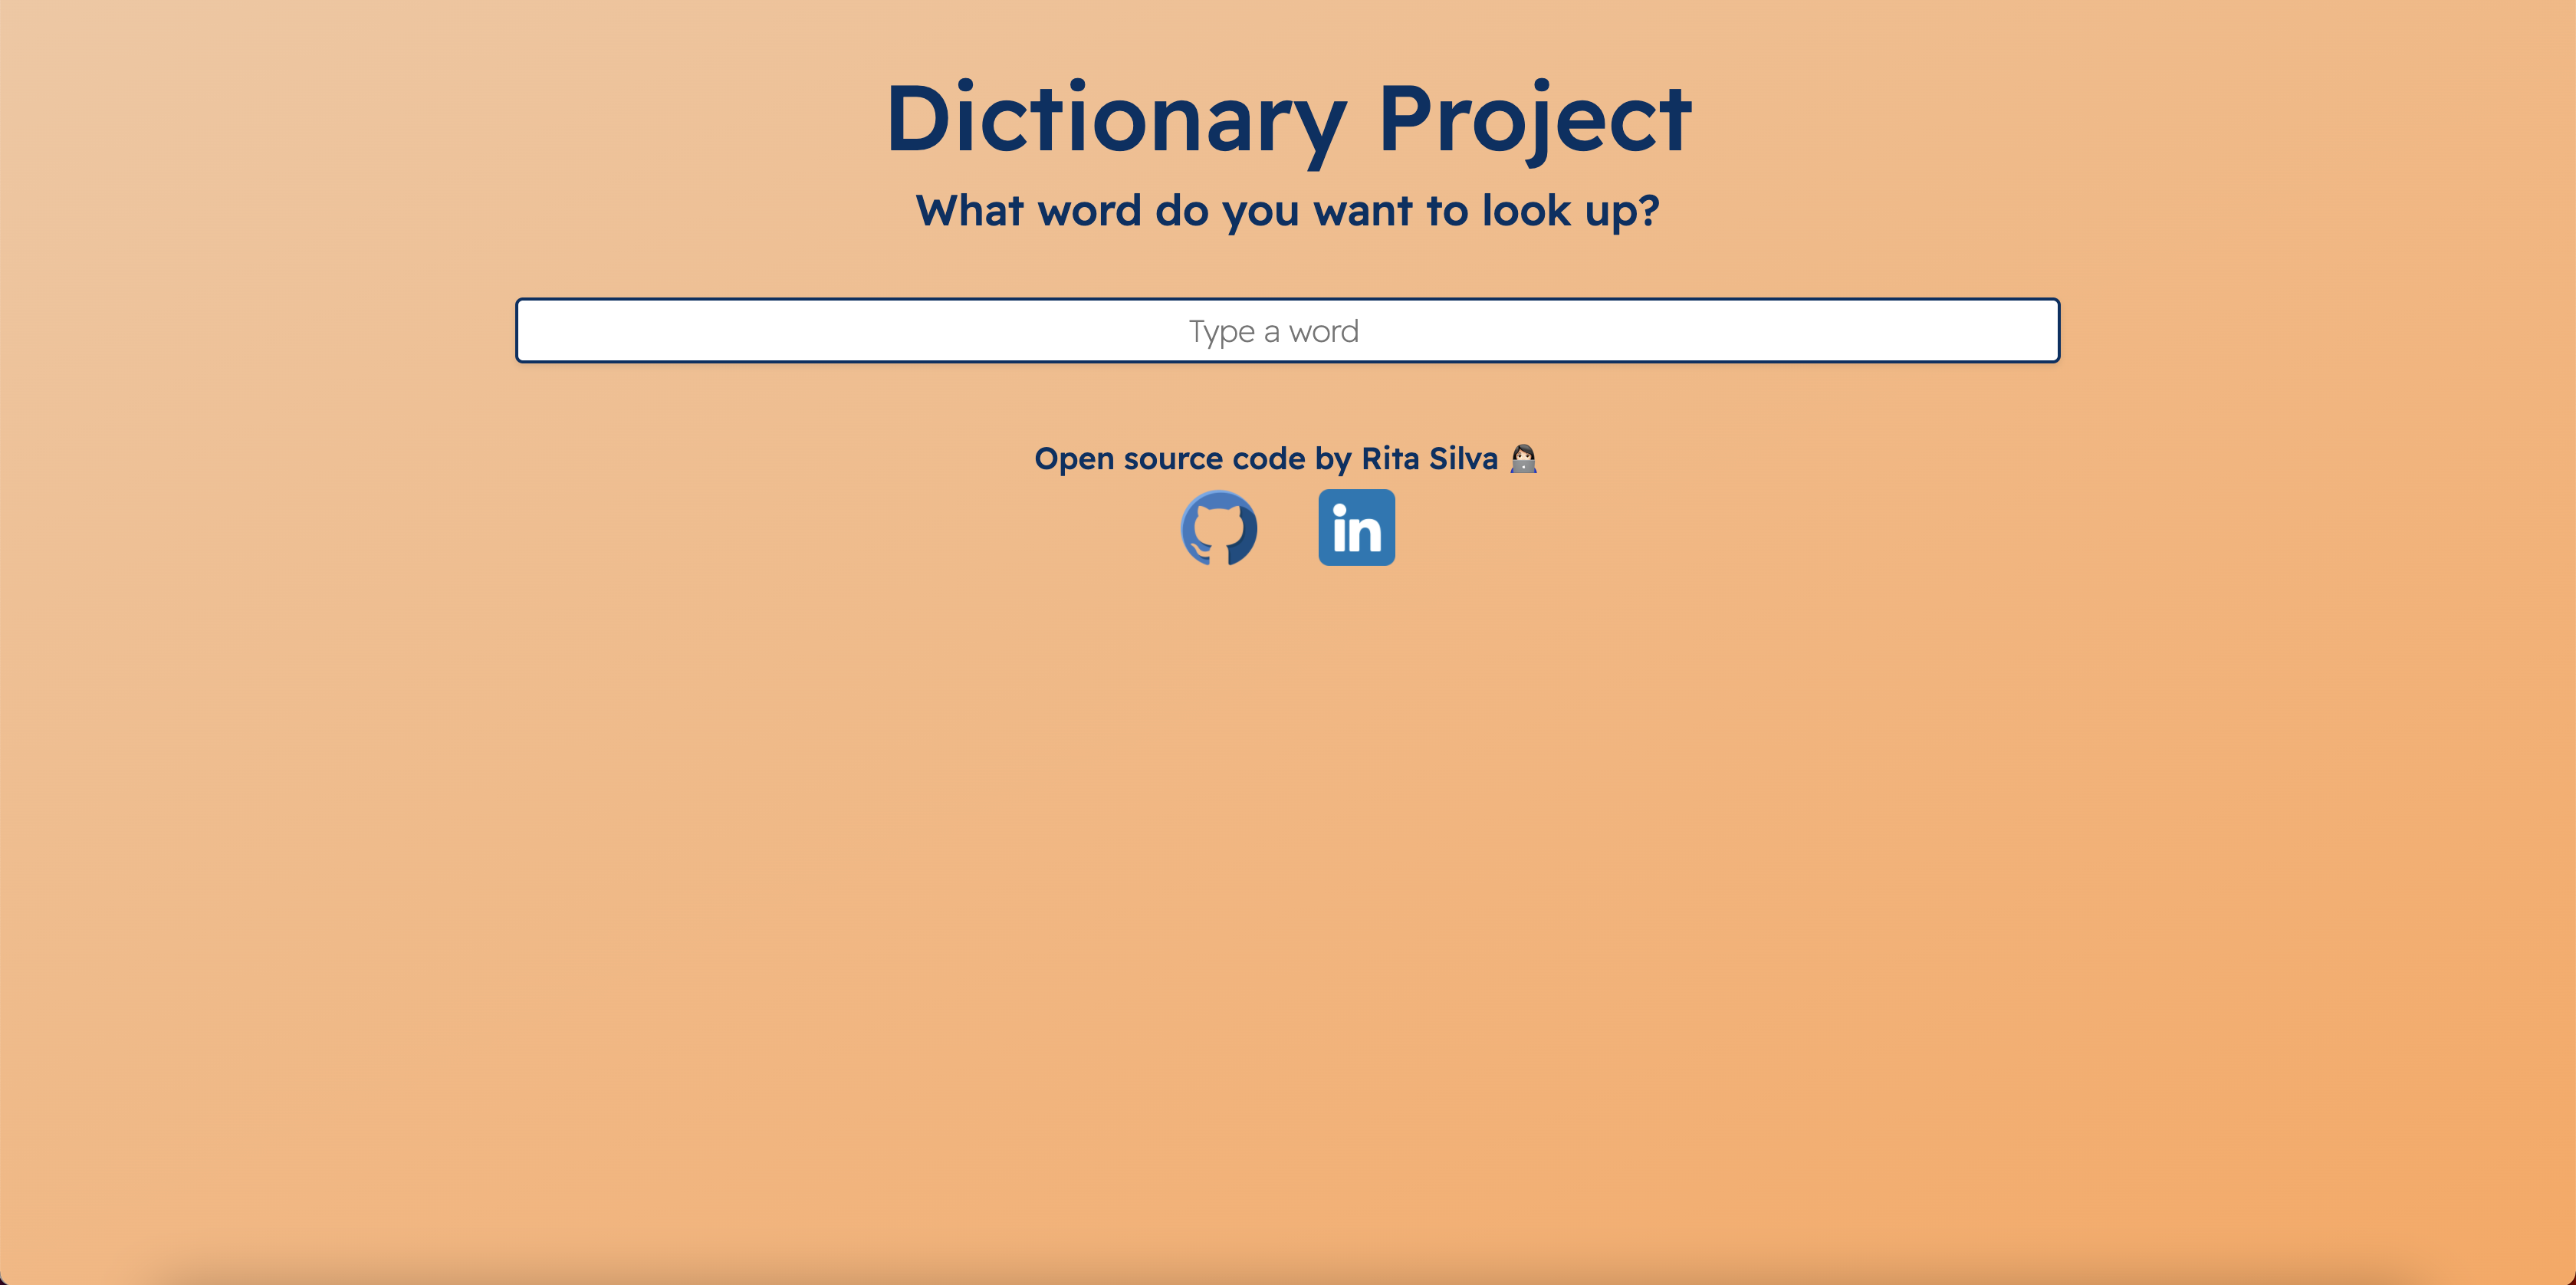 Dictionary Project
What word do you want to look up?
Type a word
Open source code by Rita Silva 👩🏻‍💻
in